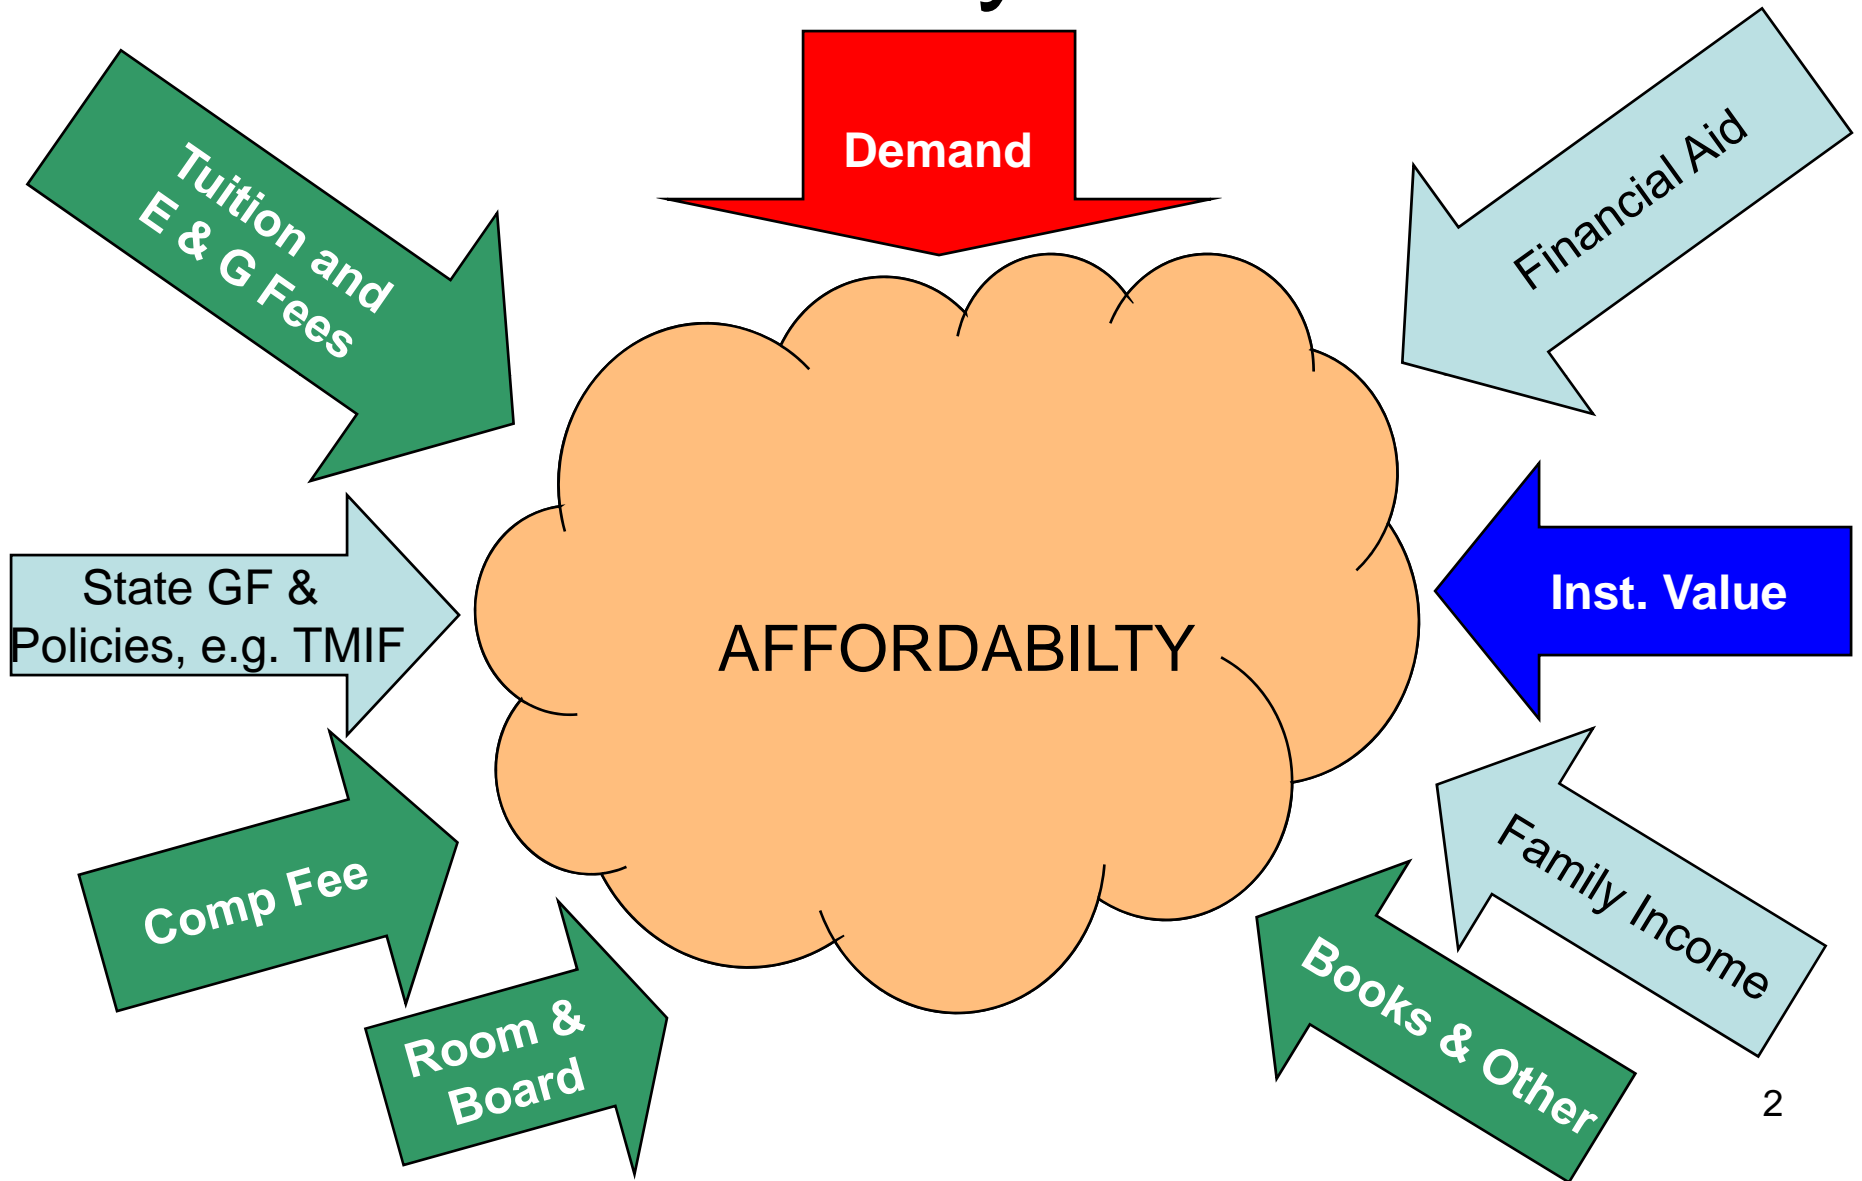 Demand
Tuition and
E & G Fees
Financial Aid
State GF &
Policies, e.g. TMIF
AFFORDABILTY
Inst. Value
Comp Fee
Family Income
Room &
Board
Books & Other
2